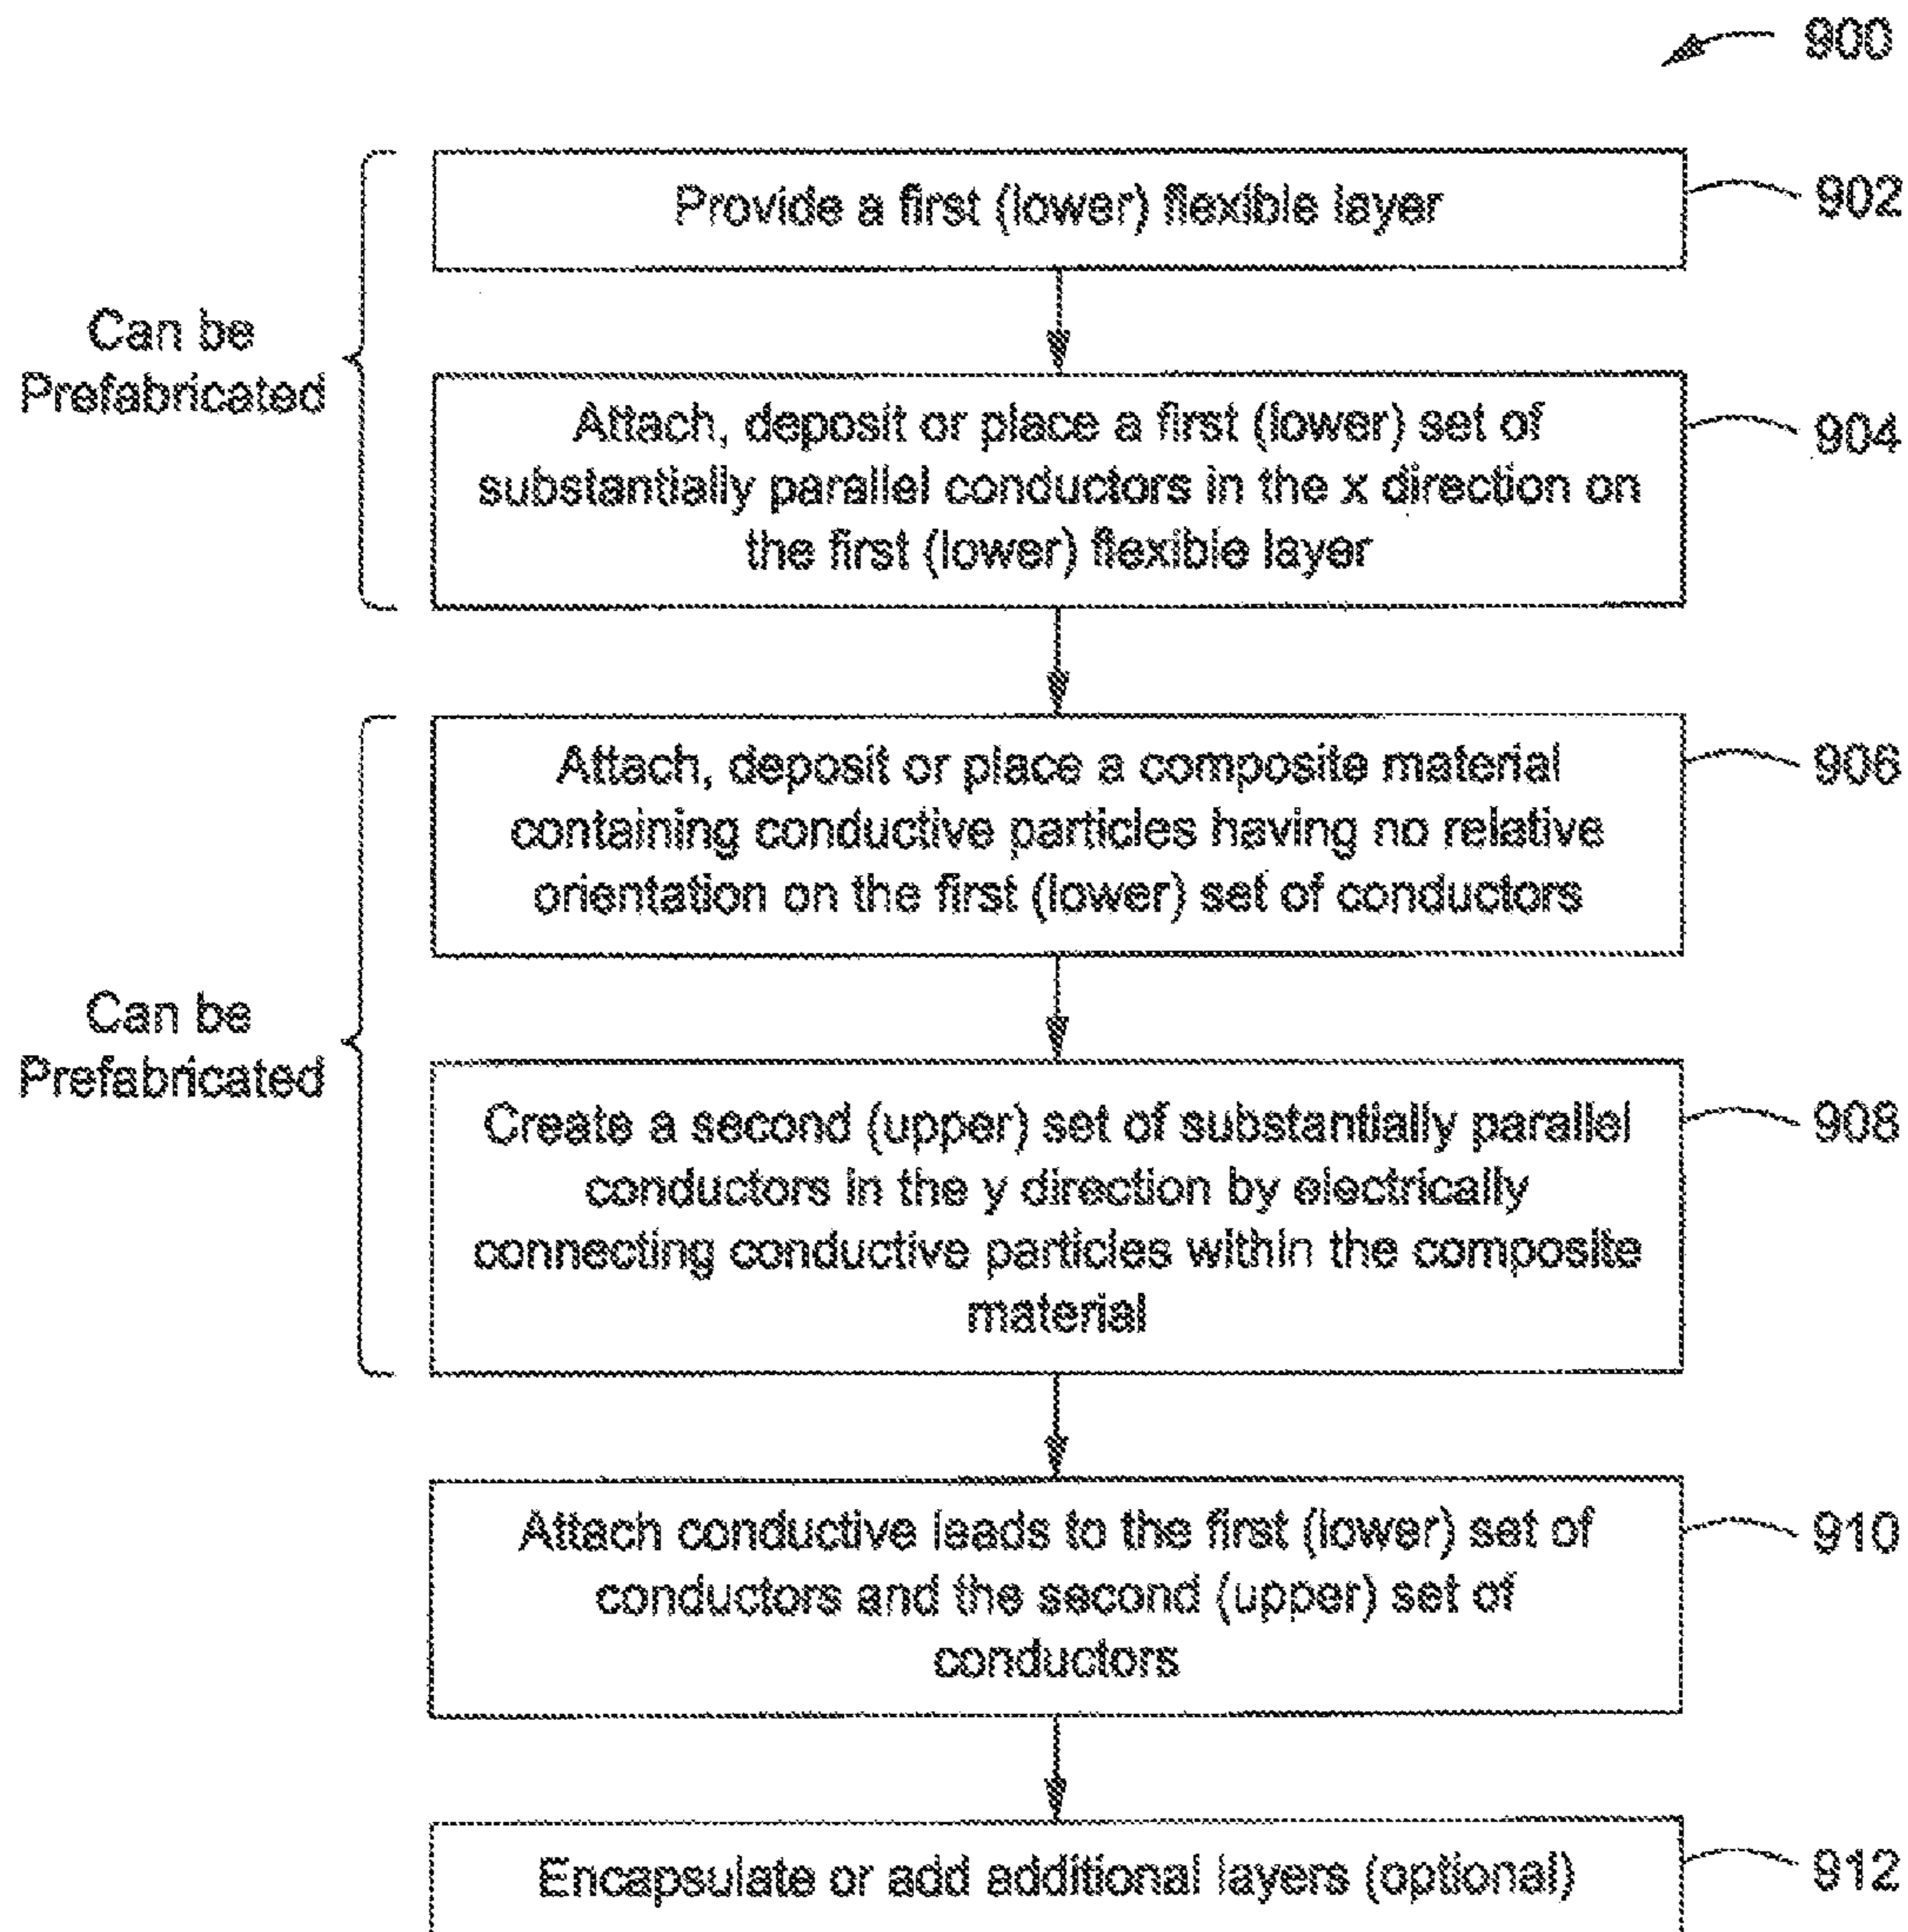 900
Provide a first (lower) flexible layer
902
Can be
Prefabricated
Attach, deposit or place a first (lower) set of
substantially parallel conductors in the x direction on
the first (lower) flexible layer
904
Attach, deposit or place a composite material
containing conductive particles having no relative
orientation on the first (lower) set of conductors
906
Can be
Prefabricated
Create a second (upper) set of substantially parallel
conductors in the y direction by electrically
connecting conductive particles within the composite
material
908
Attach conductive leads to the first (lower) set of
conductors and the second (upper) set of
conductors
910
Encapsulate or add additional layers (optional)
912